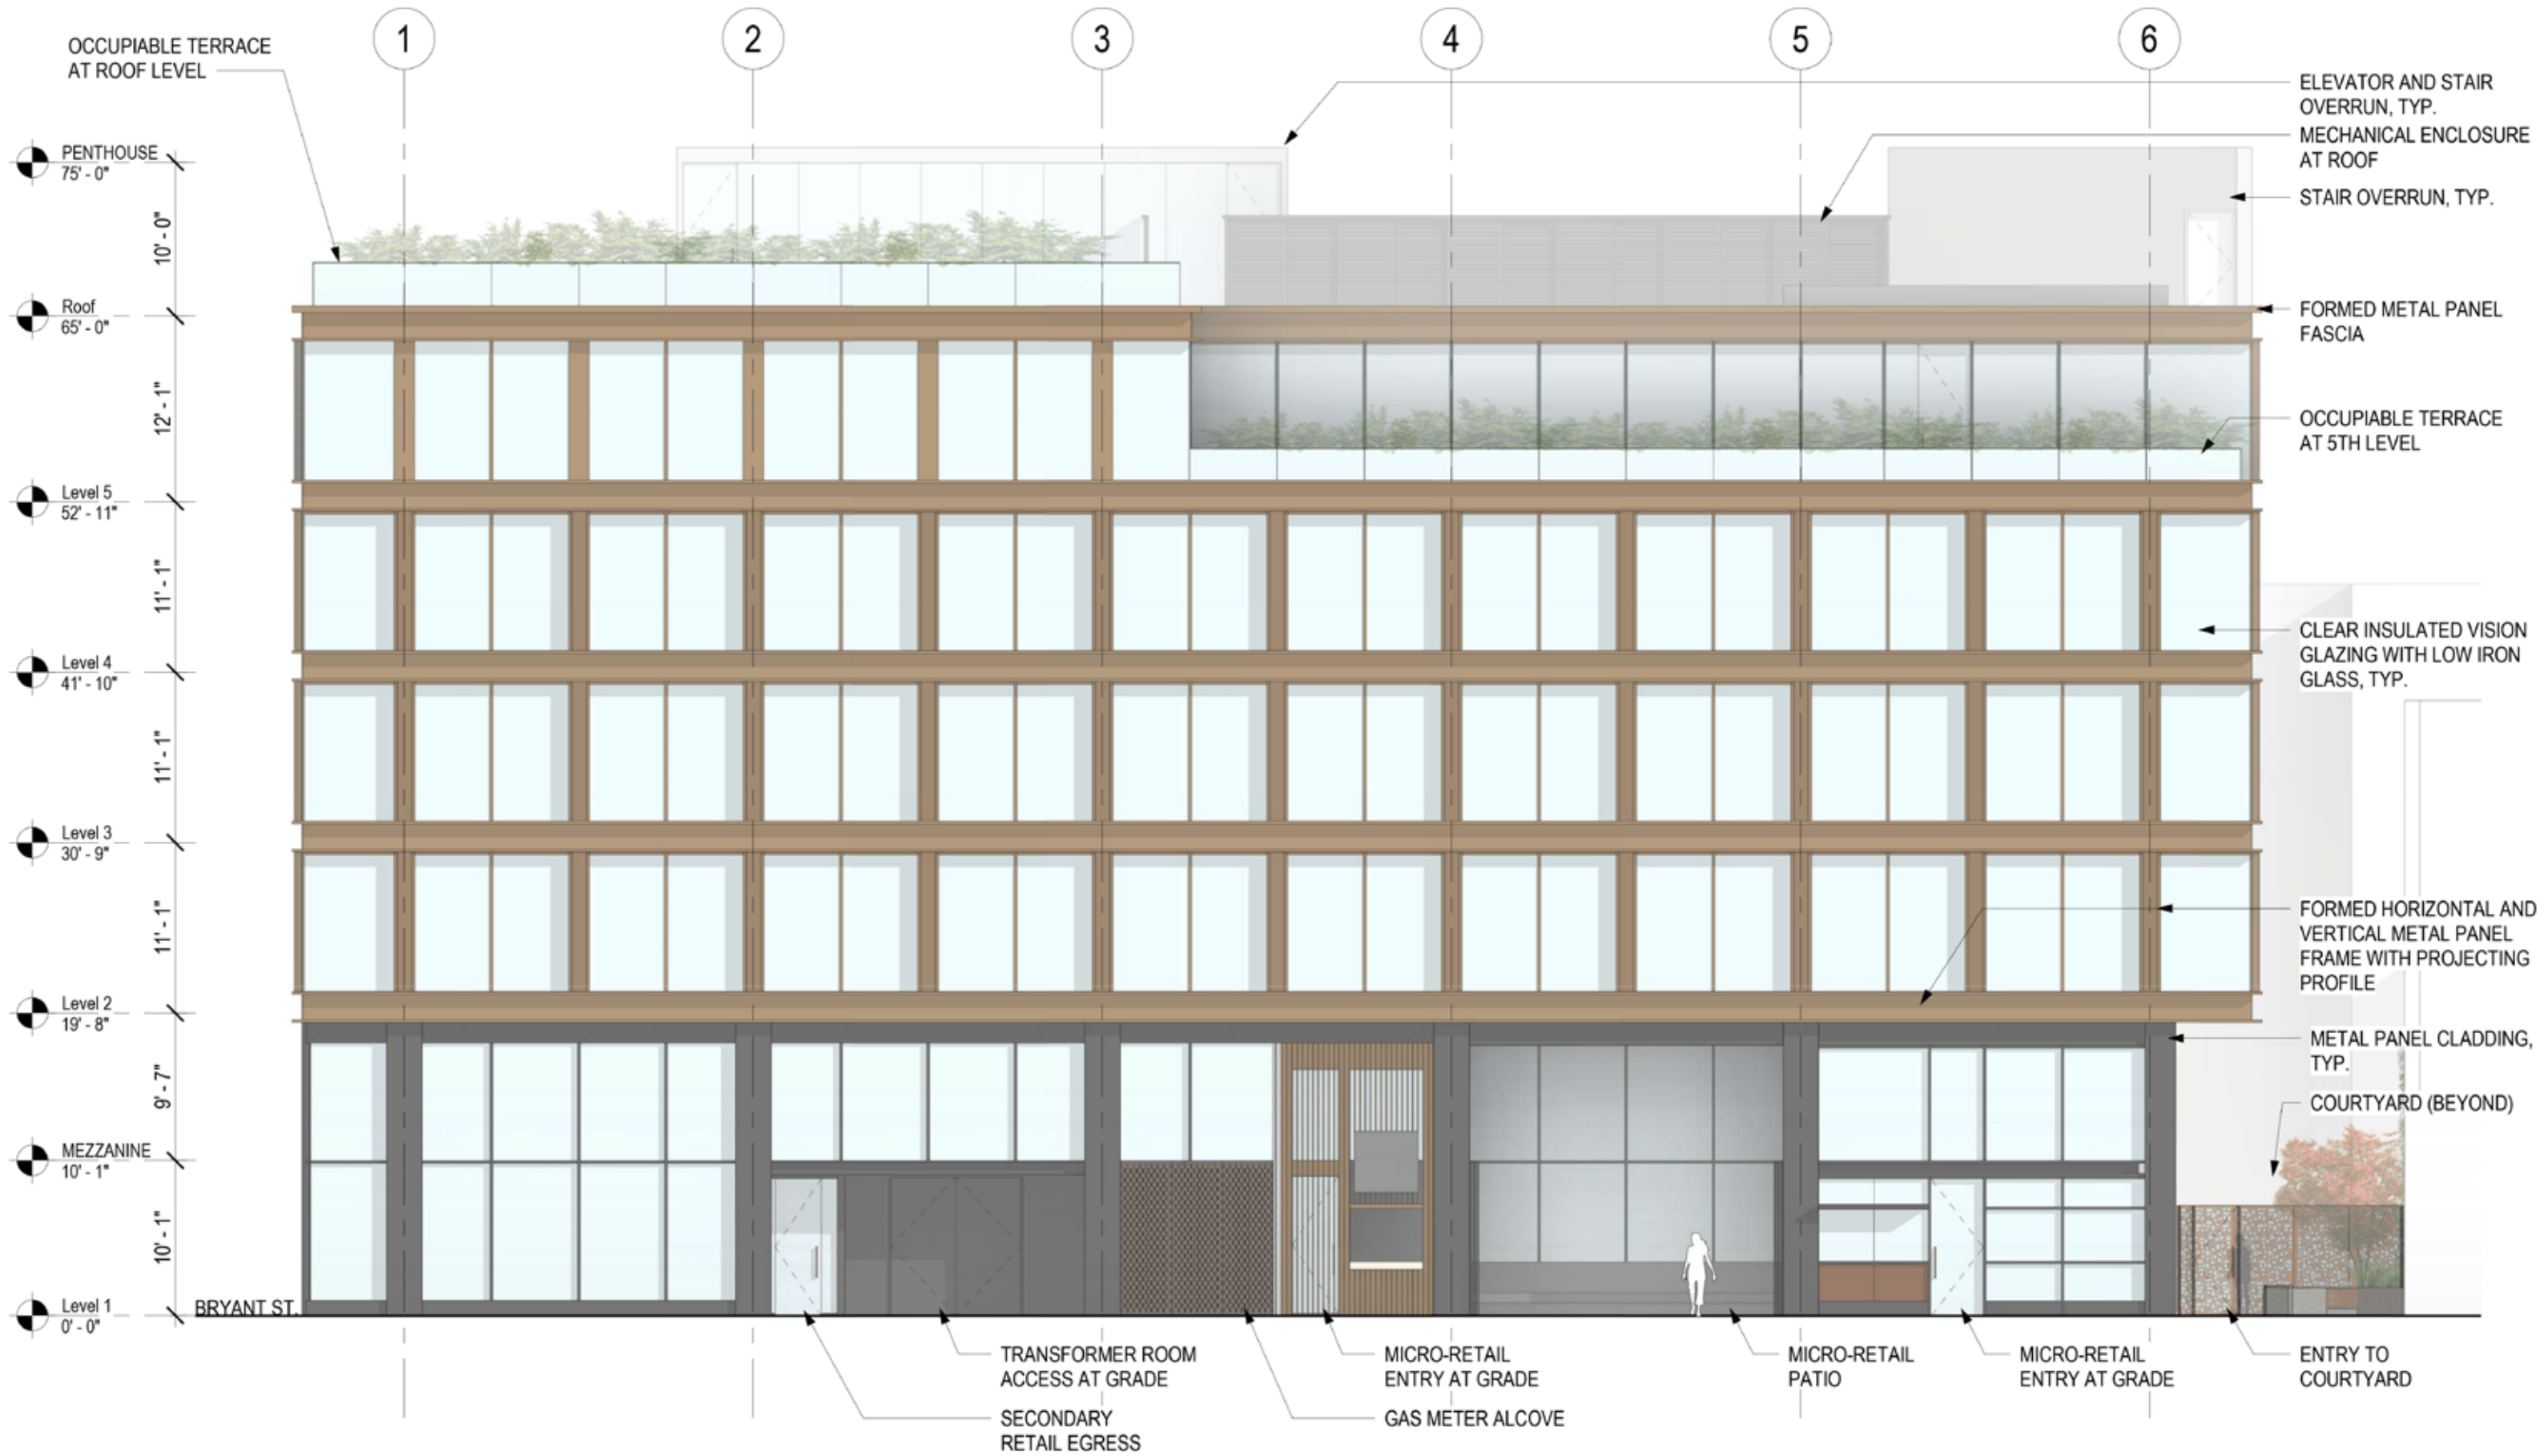 1
2
3
4
5
6
OCCUPIABLE TERRACE
AT ROOF LEVEL
ELEVATOR AND STAIR
OVERRUN, TYP.
MECHANICAL ENCLOSURE
AT ROOF
STAIR OVERRUN, TYP.
PENTHOUSE
75' - 0"
10' - 0"
Roof
65' - 0"
FORMED METAL PANEL
FASCIA
12' - 1"
OCCUPIABLE TERRACE
AT 5TH LEVEL
Level 5
52' - 11"
11' - 1"
CLEAR INSULATED VISION
GLAZING WITH LOW IRON
GLASS, TYP.
Level 4
41' - 10"
11' - 1"
Level 3
30' - 9"
11' - 1"
FORMED HORIZONTAL AND
VERTICAL METAL PANEL
FRAME WITH PROJECTING
PROFILE
Level 2
19' - 8"
METAL PANEL CLADDING,
TYP.
9' - 7"
COURTYARD (BEYOND)
MEZZANINE
10' - 1"
10' - 1"
Level 1
0' - 0"
BRYANT ST.
TRANSFORMER ROOM
ACCESS AT GRADE
MICRO-RETAIL
ENTRY AT GRADE
MICRO-RETAIL
PATIO
MICRO-RETAIL
ENTRY AT GRADE
ENTRY TO
COURTYARD
SECONDARY
RETAIL EGRESS
GAS METER ALCOVE